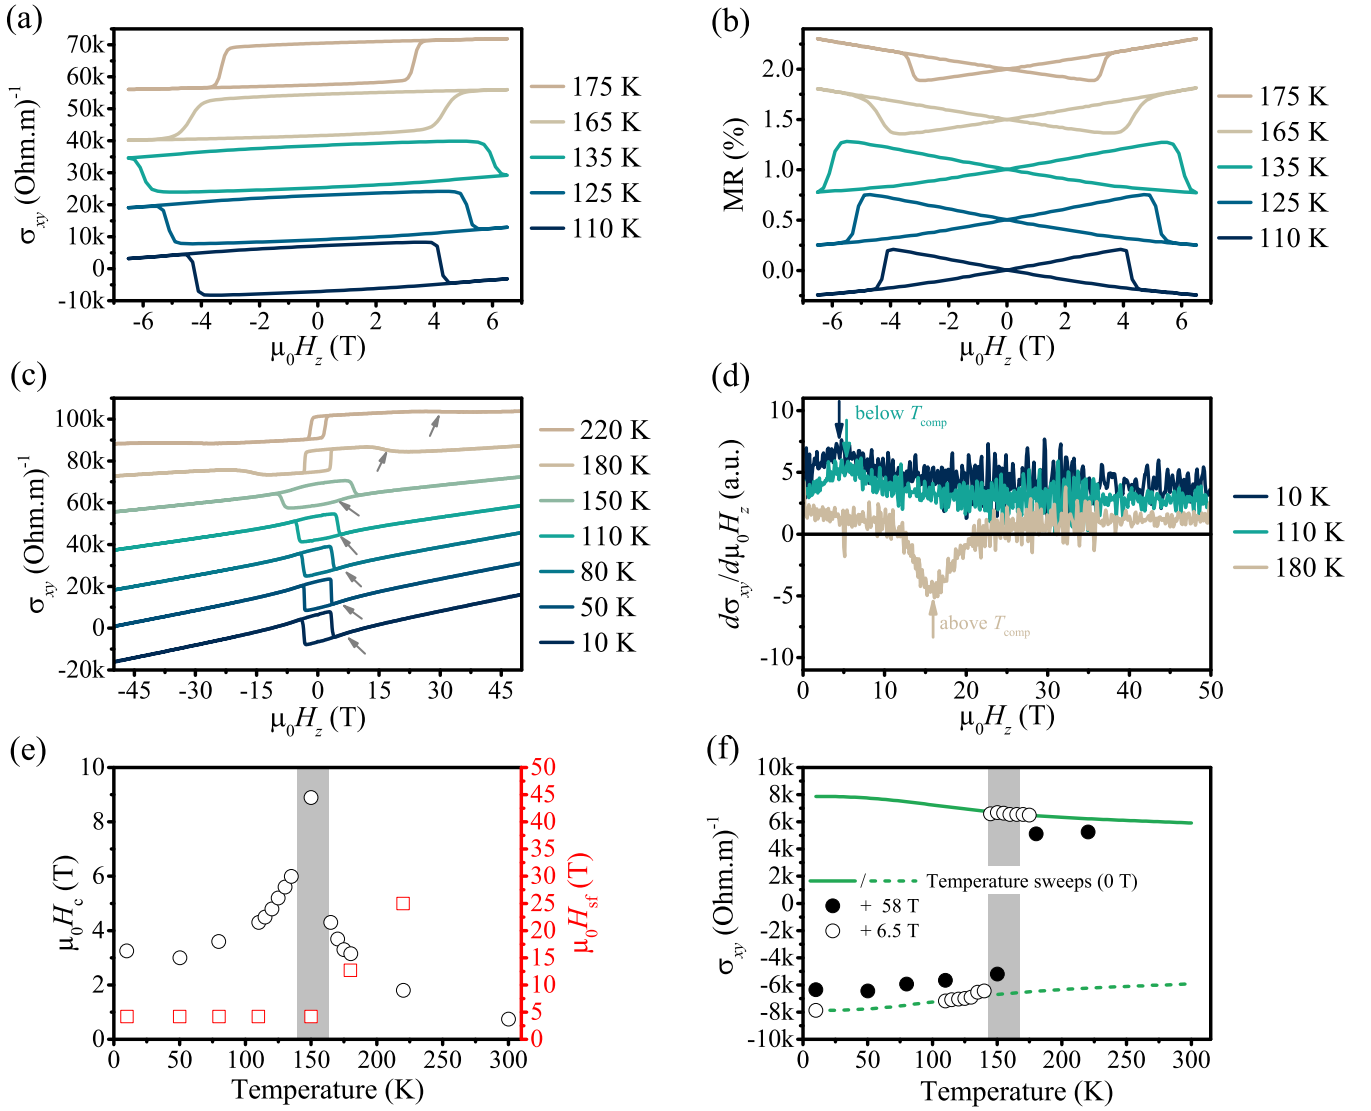 (a)
70k
60k
50k
40k
30k
20k
10k
0
-10k
σxy (Ohm.m)-1
-6 -4 -2 0 2 4 6
μ0Hz (T)
175 K
165 K
135 K
125 K
110 K
(b)
2.0
1.5
1.0
0.5
0.0
MR (%)
-6 -4 -2 0 2 4 6
μ0Hz (T)
175 K
165 K
135 K
125 K
110 K
(c)
100k
80k
60k
40k
20k
0
-20k
σxy (Ohm.m)-1
-45 -30 -15 0 15 30 45
μ0Hz (T)
220 K
180 K
150 K
110 K
80 K
50 K
10 K
(d)
10
5
0
-5
-10
dσxy/dμ0Hz (a.u.)
below Tcomp
above Tcomp
0 10 20 30 40 50
μ0Hz (T)
10 K
110 K
180 K
(e)
10
8
6
4
2
0
μ0Hc (T)
50
45
40
35
30
25
20
15
10
5
0
μ0Hsf (T)
0 50 100 150 200 250 300
Temperature (K)
(f)
10k
8k
6k
4k
2k
0
-2k
-4k
-6k
-8k
-10k
σxy (Ohm.m)-1
/ Temperature sweeps (0 T)
+ 58 T
+ 6.5 T
0 50 100 150 200 250 300
Temperature (K)